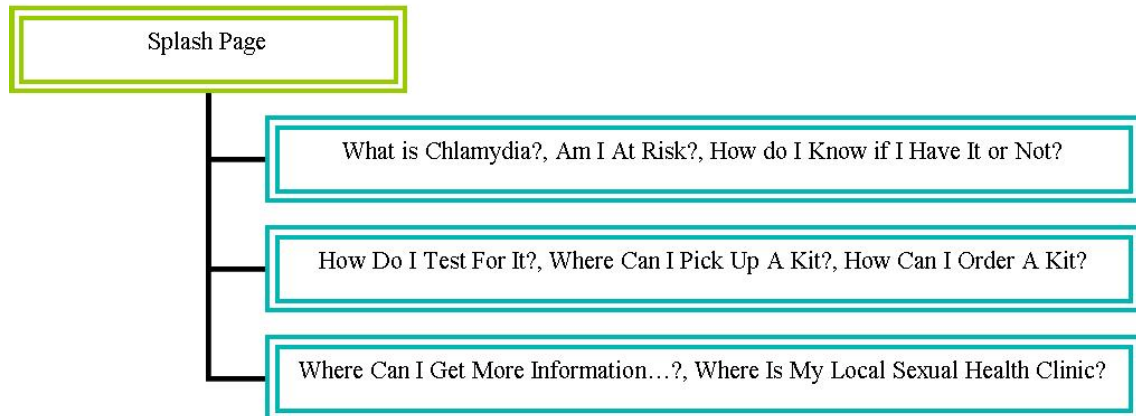 Splash Page
What is Chlamydia?, Am I At Risk?, How do I Know if I Have It or Not?
How Do I Test For It?, Where Can I Pick Up A Kit?, How Can I Order A Kit?
Where Can I Get More Information…?, Where Is My Local Sexual Health Clinic?